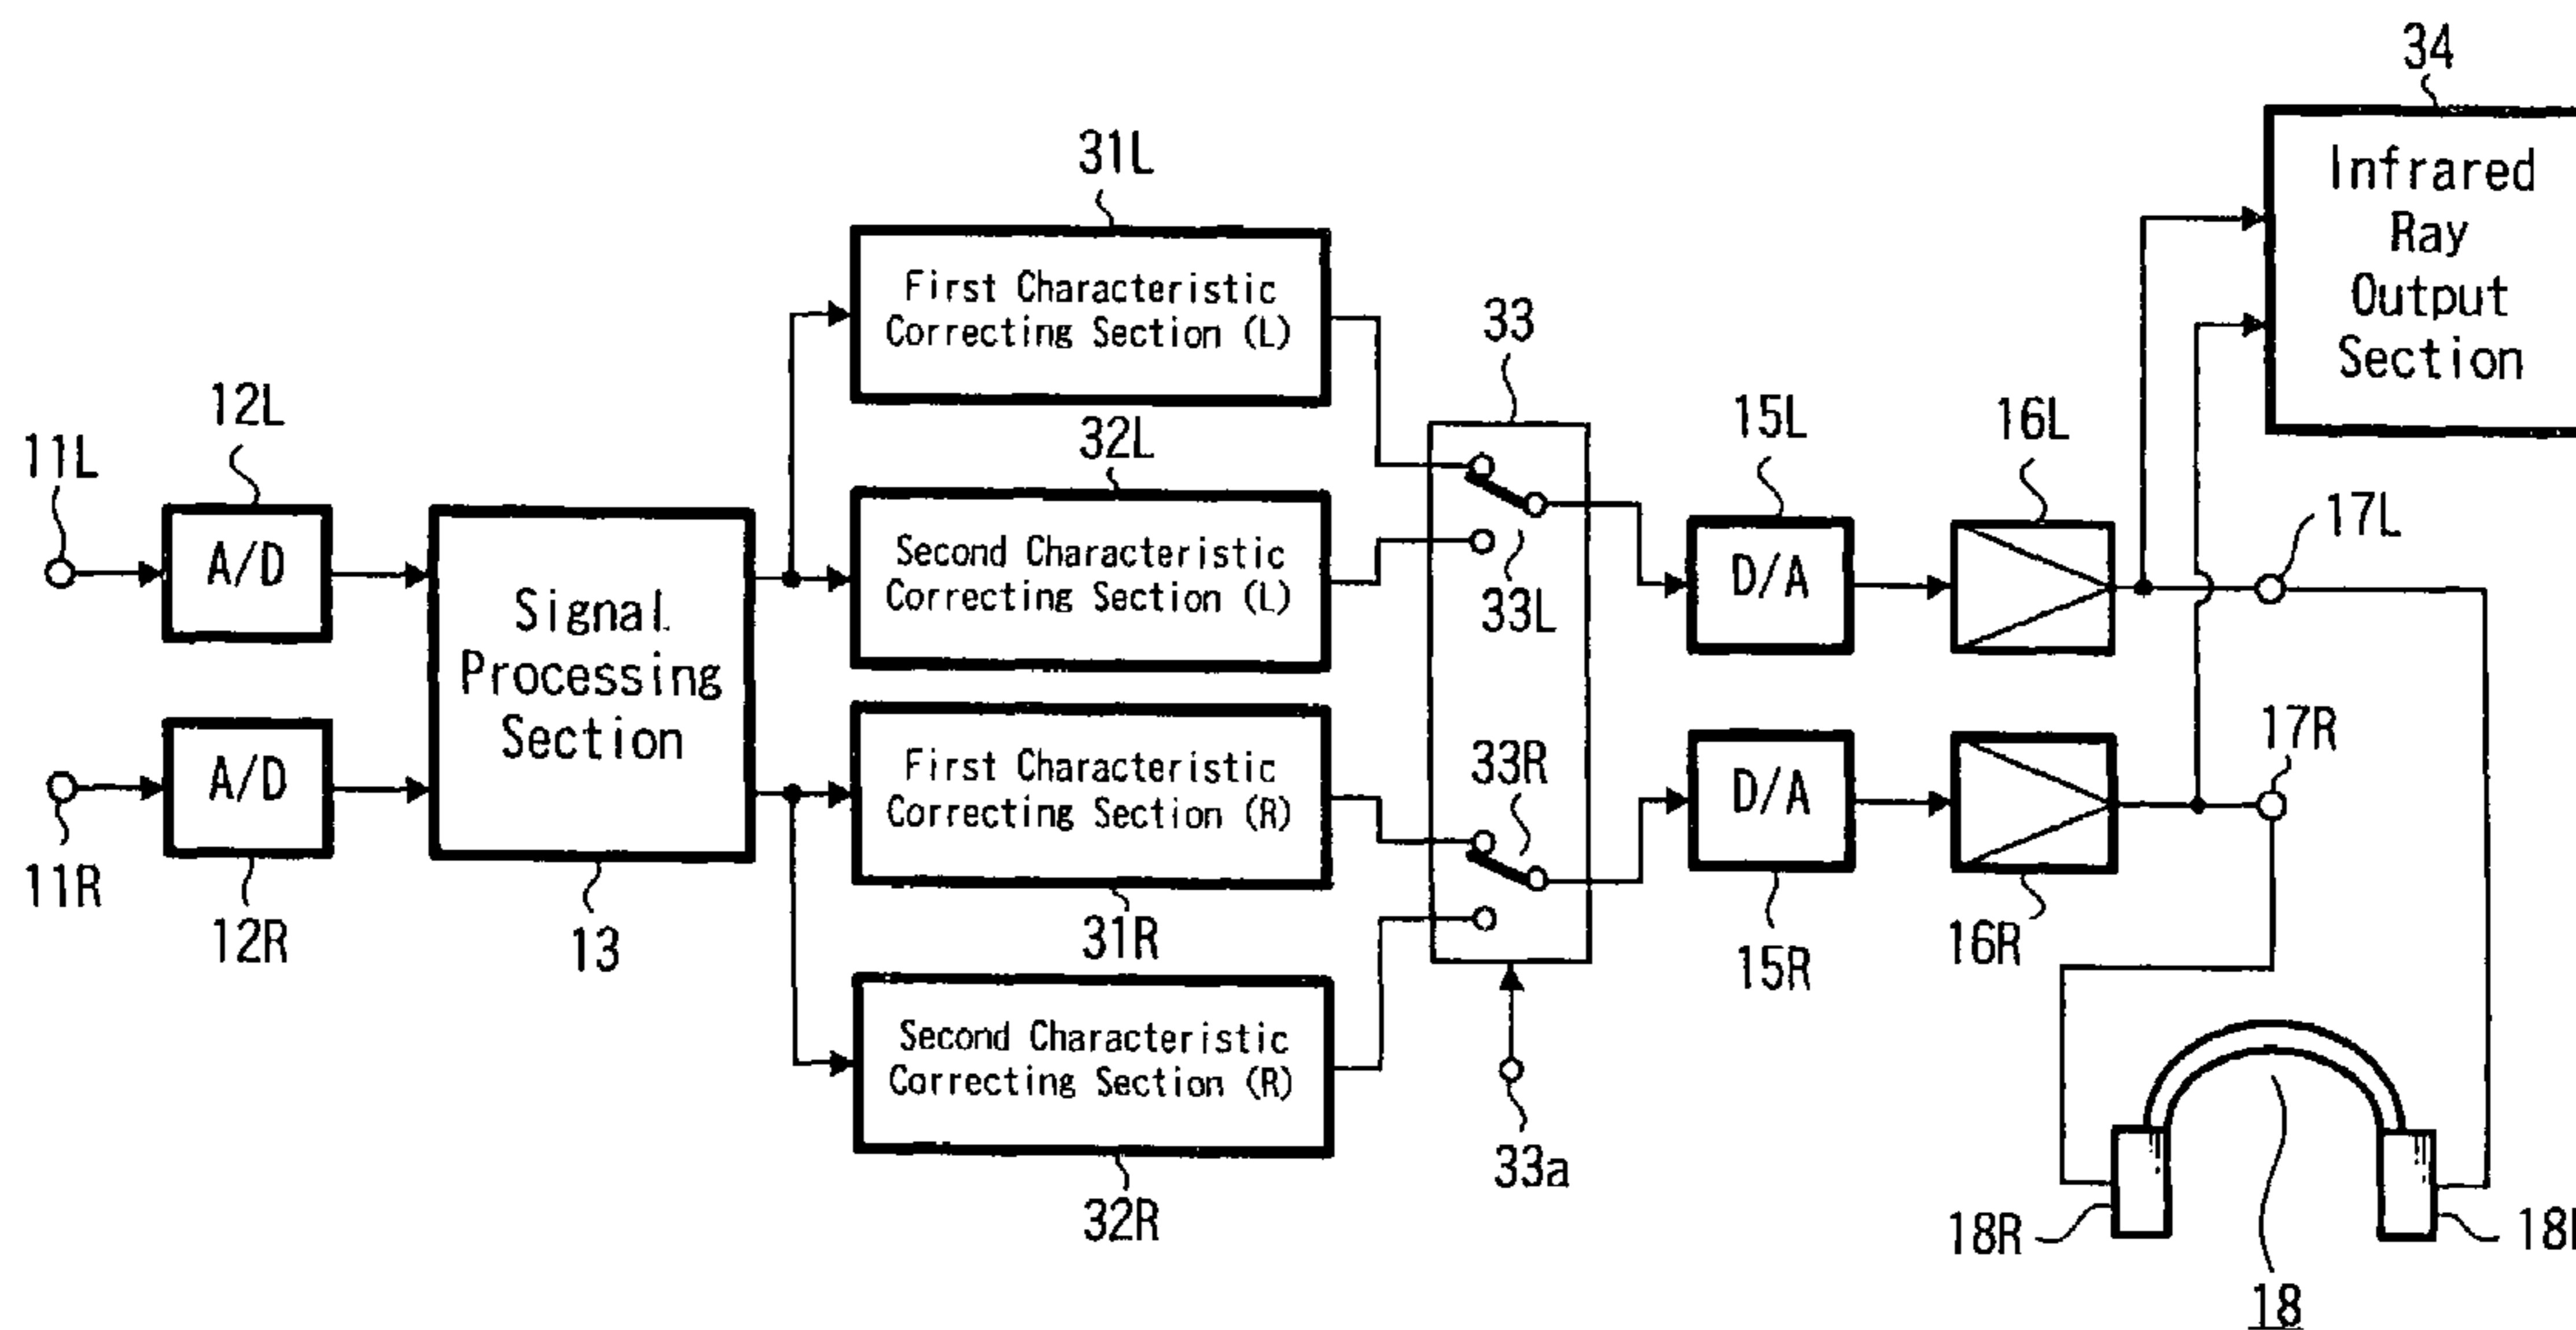 34
Infrared
Ray
Output
Section
31L
First Characteristic
Correcting Section (L)
33
12L
32L
15L
16L
11L
17L
A/D
Second Characteristic
Correcting Section (L)
D/A
33L
Signal
Processing
Section
17R
33R
A/D
First Characteristic
Correcting Section (R)
D/A
11R
12R
13
31R
15R
16R
Second Characteristic
Correcting Section (R)
33a
32R
18R
18